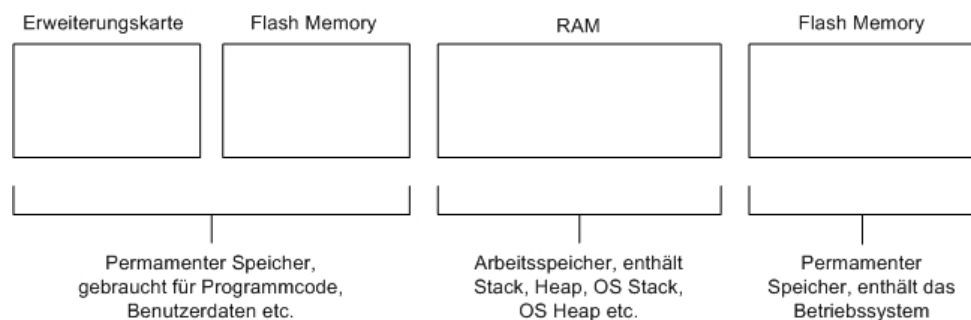 Erweiterungskarte
Flash Memory
RAM
Flash Memory
Permamenter Speicher,
gebraucht für Programmcode,
Benutzerdaten etc.
Arbeitsspeicher, enthält
Stack, Heap, OS Stack,
OS Heap etc.
Permamenter
Speicher, enthält das
Betriebssystem